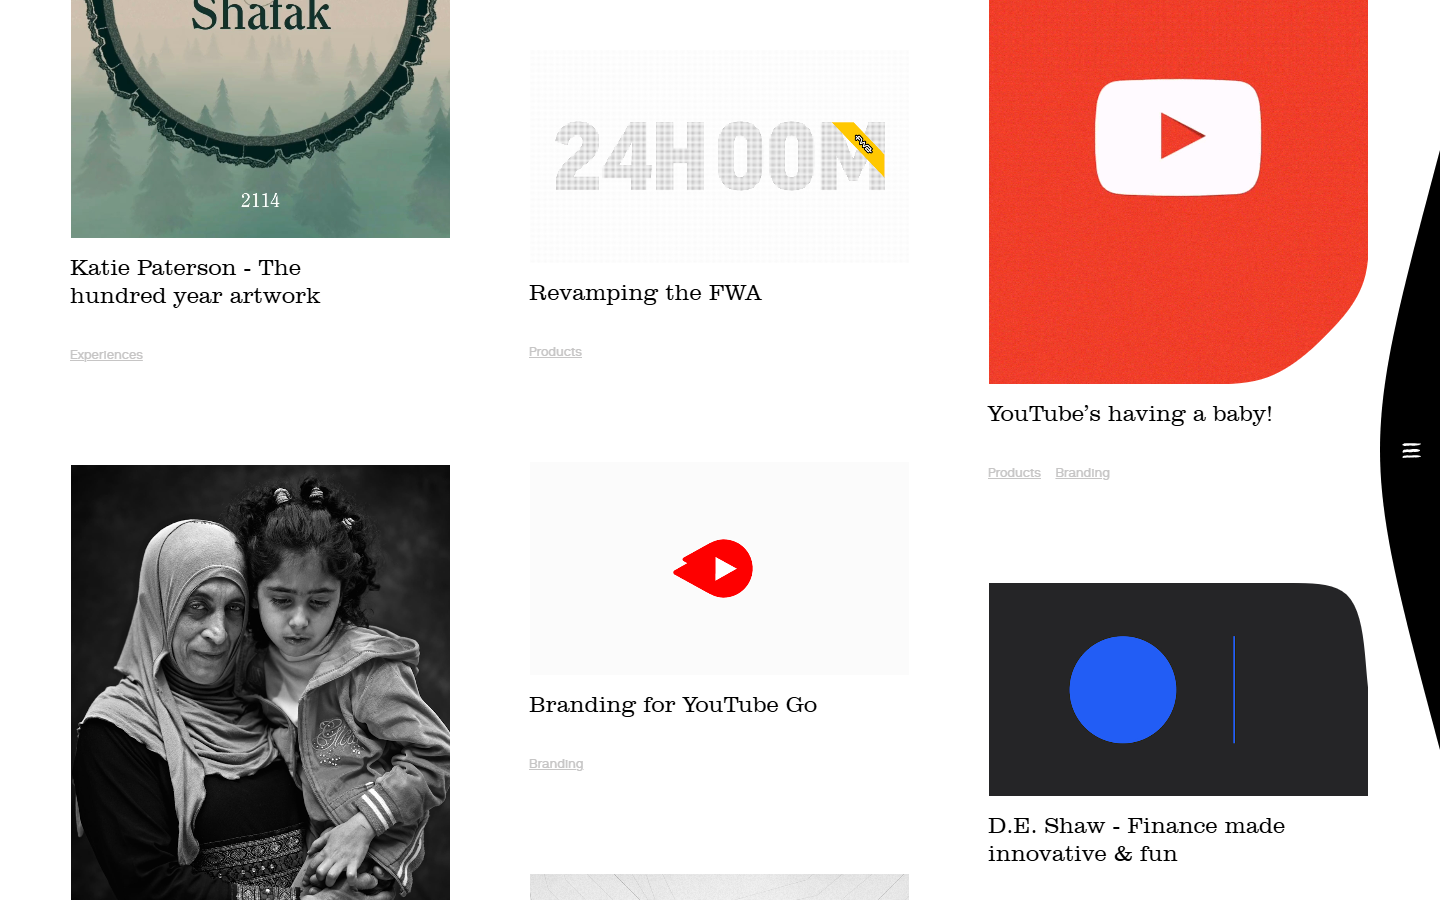 Shafak
2114
Katie Paterson - The
hundred year artwork
Experiences
24H00M
FWA
Revamping the FWA
Products
Branding for YouTube Go
Branding
YouTube’s having a baby!
Products Branding
D.E. Shaw - Finance made
innovative & fun